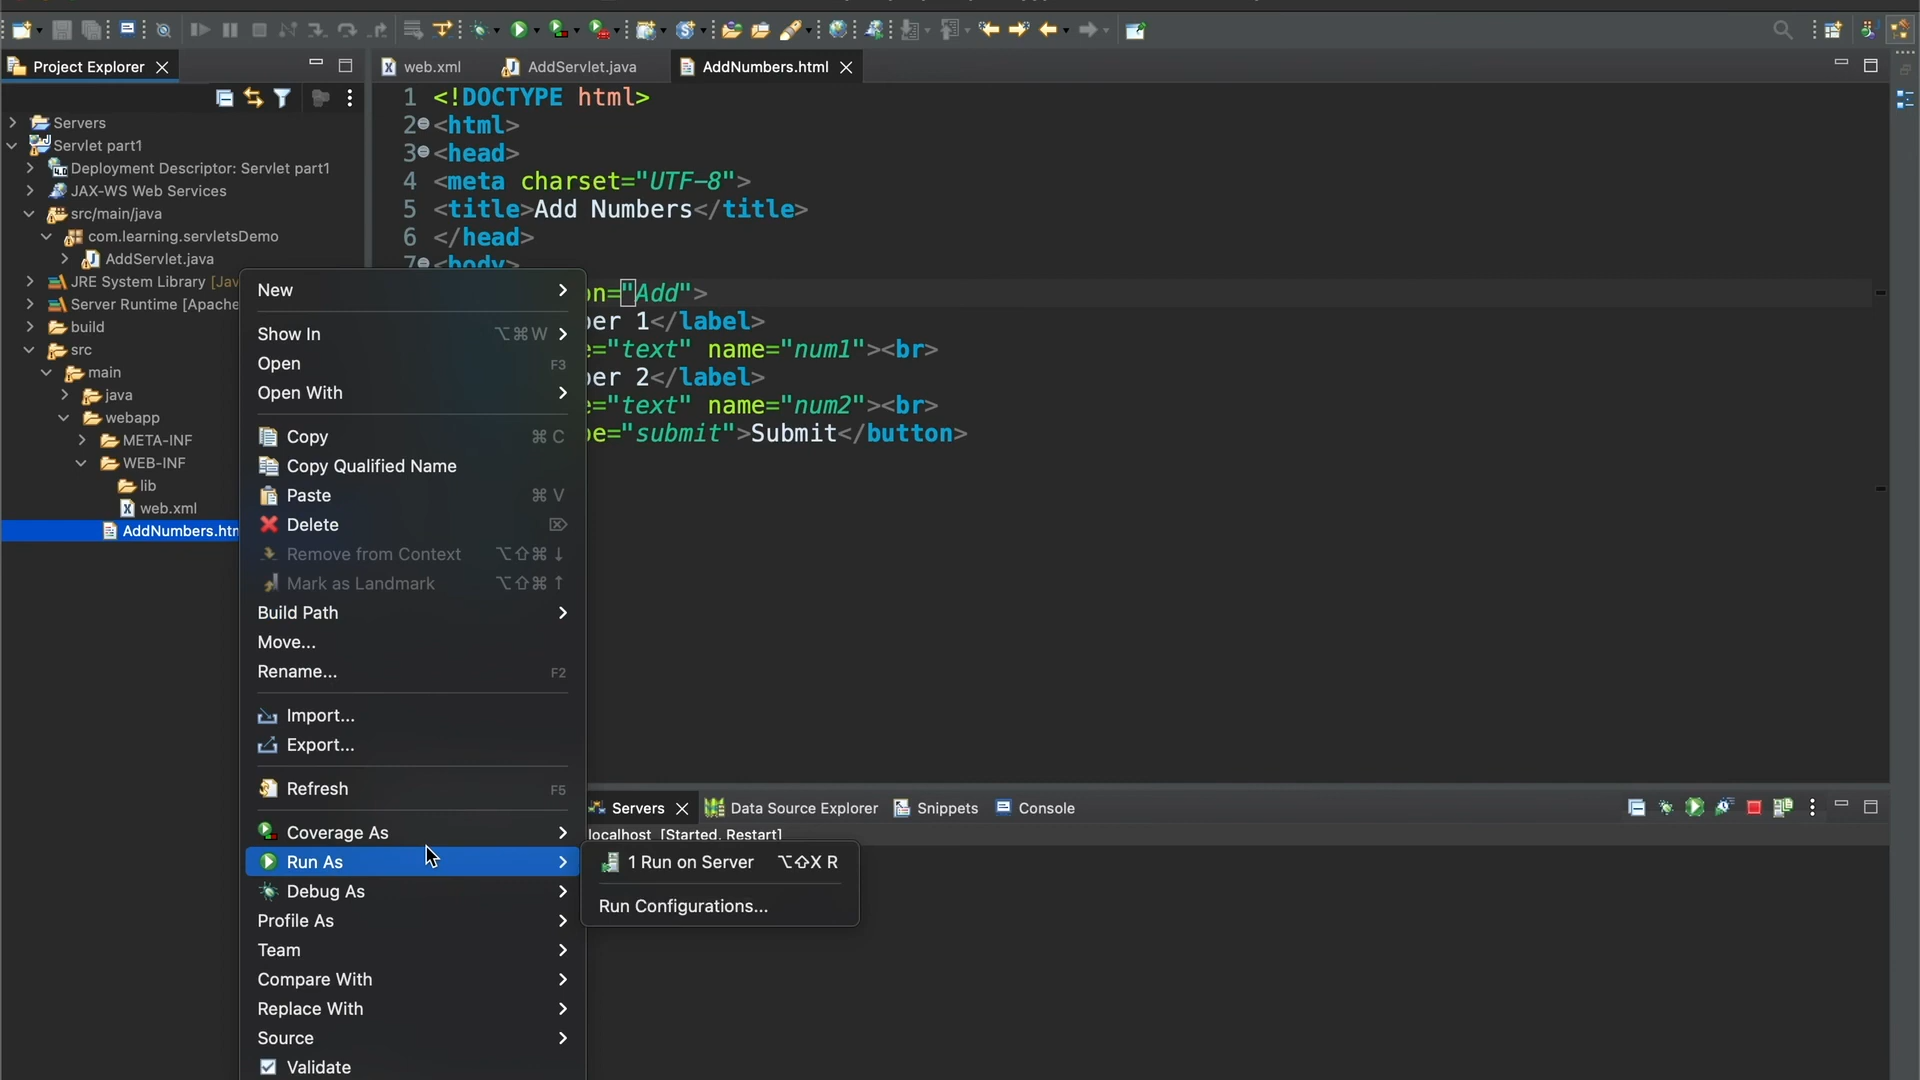 Project Explorer
web.xml
AddServlet.java
AddNumbers.html
Servers
Servlet part1
Deployment Descriptor: Servlet part1
JAX-WS Web Services
src/main/java
com.learning.servletsDemo
AddServlet.java
JRE System Library [Jav
Server Runtime [Apache
build
src
main
java
webapp
META-INF
WEB-INF
lib
web.xml
AddNumbers.htm
1 <!DOCTYPE html>
2 <html>
3 <head>
4 <meta charset="UTF-8">
5 <title>Add Numbers</title>
6 </head>
7 <body>
on="Add">
ber 1</label>
e="text" name="num1"><br>
ber 2</label>
e="text" name="num2"><br>
pe="submit">Submit</button>
New
Show In ⌥⌘W
Open F3
Open With
Copy ⌘C
Copy Qualified Name
Paste ⌘V
Delete ⌦
Remove from Context ⌥⇧⌘↓
Mark as Landmark ⌥⇧⌘↑
Build Path
Move...
Rename... F2
Import...
Export...
Refresh F5
Coverage As
Run As
Debug As
Profile As
Team
Compare With
Replace With
Source
Validate
1 Run on Server ⌥⇧X R
Run Configurations...
Servers
Data Source Explorer
Snippets
Console
localhost [Started, Restart]